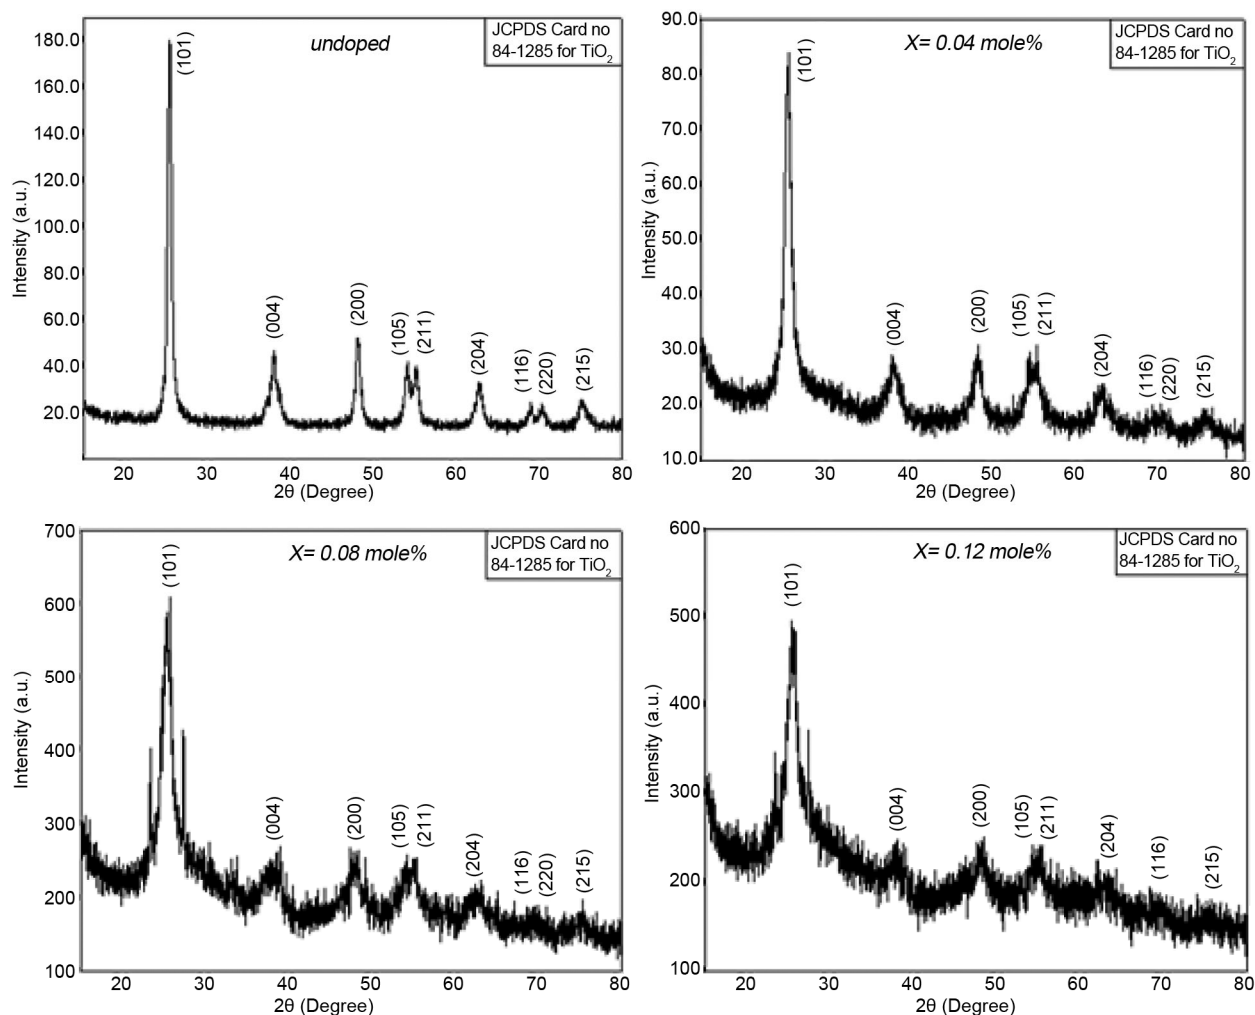 undoped
JCPDS Card no
84-1285 for TiO2
180.0
160.0
140.0
120.0
100.0
80.0
60.0
40.0
20.0
Intensity (a.u.)
(101)
(004)
(200)
(105)
(211)
(204)
(116)
(220)
(215)
20 30 40 50 60 70 80
2θ (Degree)
X= 0.04 mole%
JCPDS Card no
84-1285 for TiO2
90.0
80.0
70.0
60.0
50.0
40.0
30.0
20.0
10.0
Intensity (a.u.)
(101)
(004)
(200)
(105)
(211)
(204)
(116)
(220)
(215)
20 30 40 50 60 70 80
2θ (Degree)
X= 0.08 mole%
JCPDS Card no
84-1285 for TiO2
700
600
500
400
300
200
100
Intensity (a.u.)
(101)
(004)
(200)
(105)
(211)
(204)
(116)
(220)
(215)
20 30 40 50 60 70 80
2θ (Degree)
X= 0.12 mole%
JCPDS Card no
84-1285 for TiO2
600
500
400
300
200
100
Intensity (a.u.)
(101)
(004)
(200)
(105)
(211)
(204)
(116)
(215)
20 30 40 50 60 70 80
2θ (Degree)